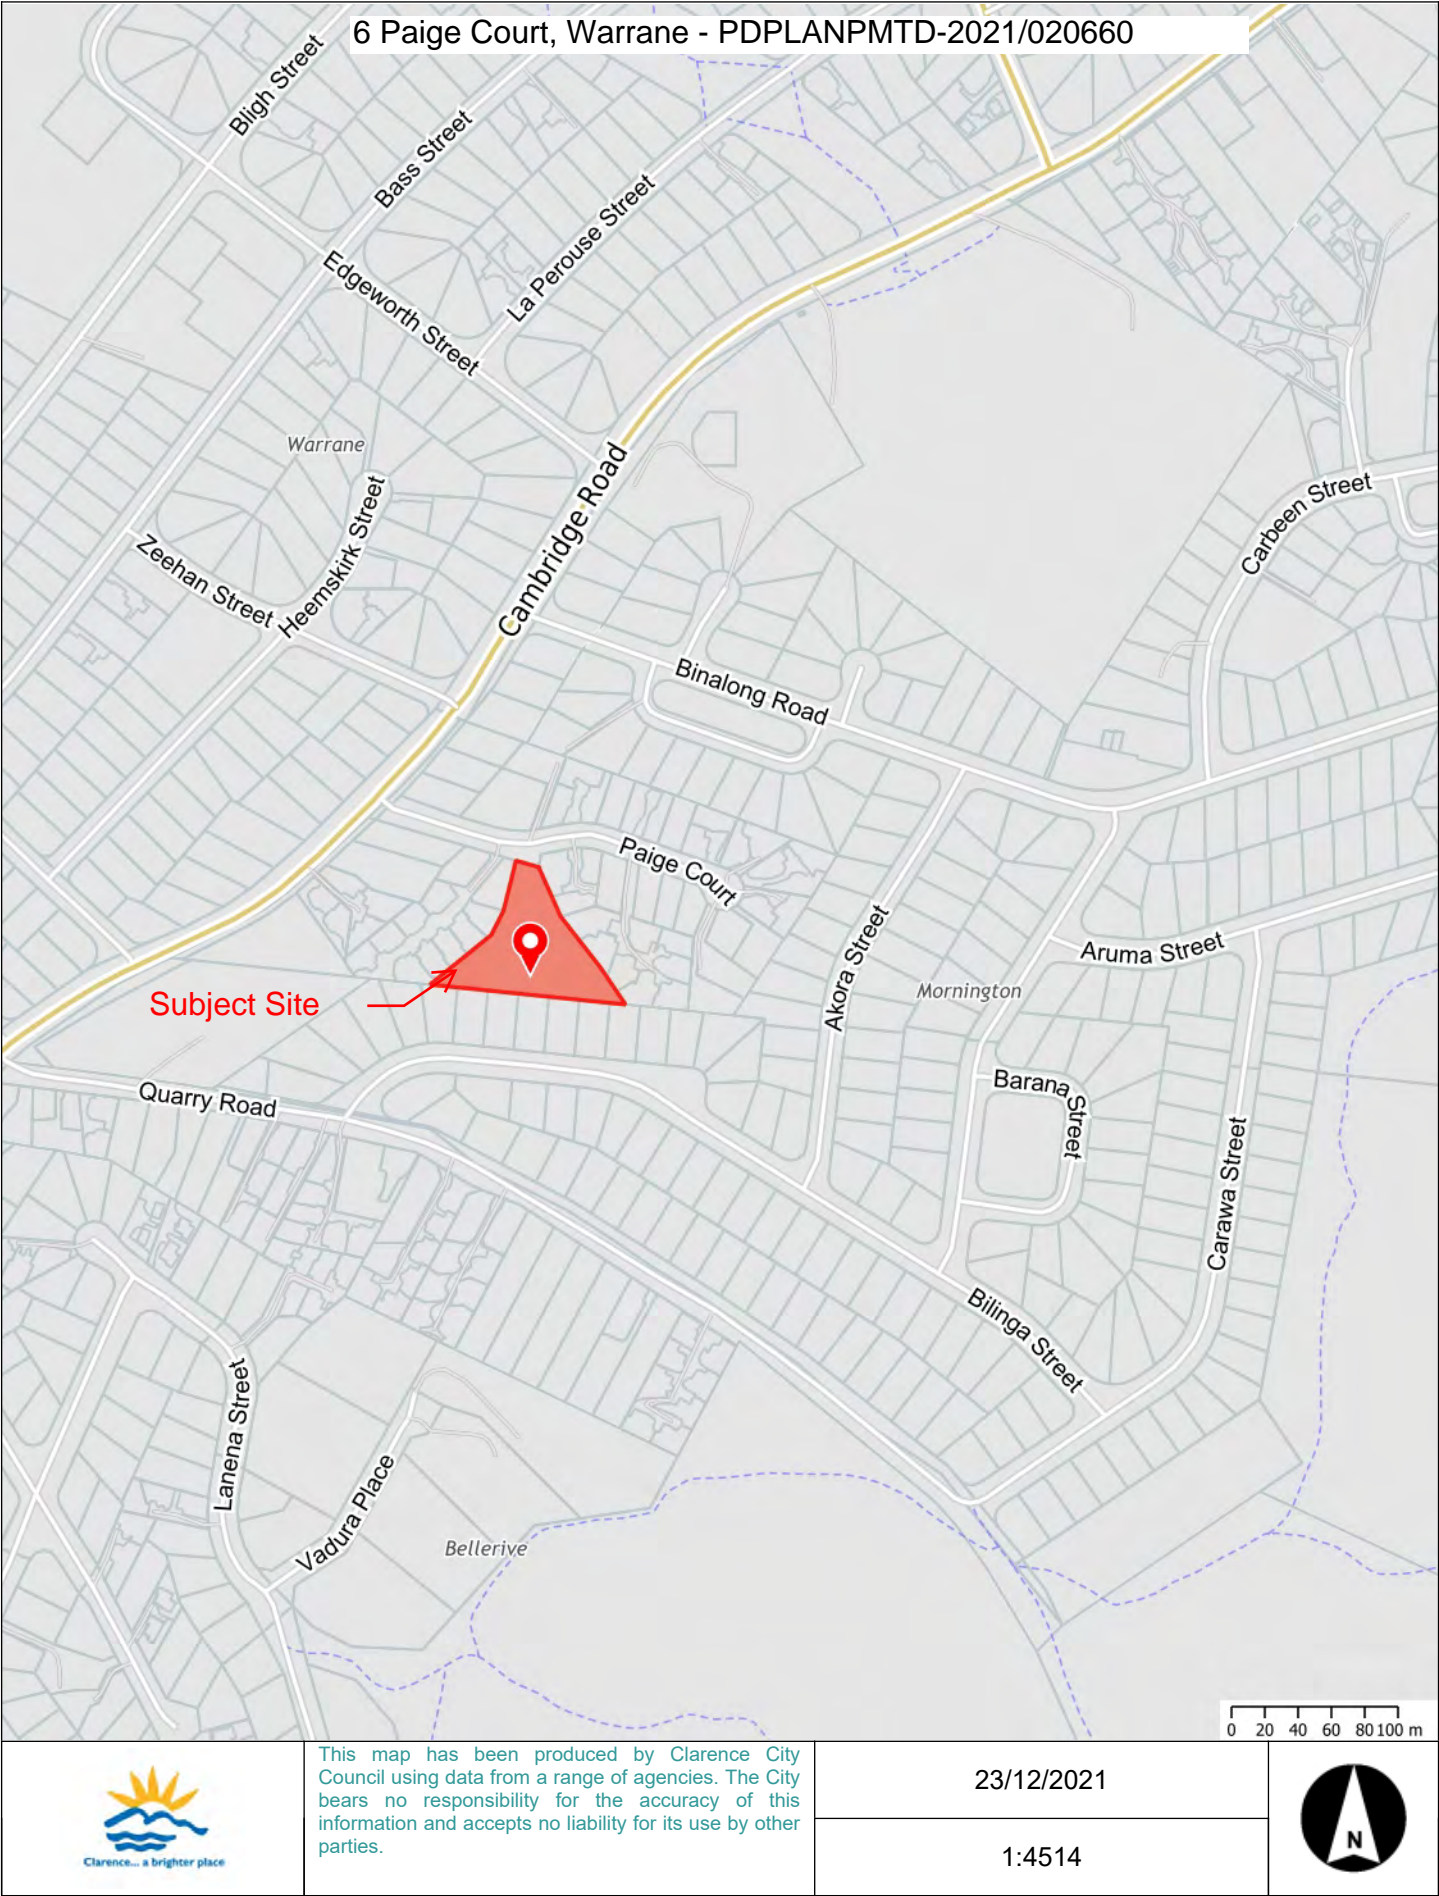 6 Paige Court, Warrane - PDPLANPMTD-2021/020660
Bligh Street
Bass Street
La Perouse Street
Edgeworth Street
Warrane
Heemskirk Street
Zeehan Street
Cambridge Road
Carbeen Street
Binalong Road
Paige Court
Akora Street
Aruma Street
Mornington
Subject Site
Barana Street
Quarry Road
Carawa Street
Bilinga Street
Lanena Street
Vadura Place
Bellerive
0 20 40 60 80 100 m
Clarence... a brighter place
This map has been produced by Clarence City
Council using data from a range of agencies. The City
bears no responsibility for the accuracy of this
information and accepts no liability for its use by other
parties.
23/12/2021
1:4514
N